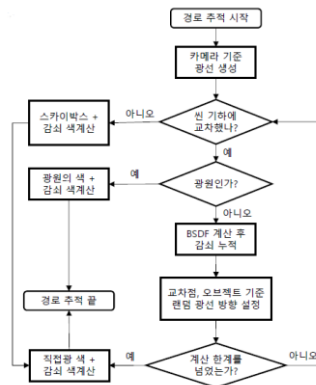 경로 추적 시작
카메라 기준
광선 생성
스카이박스 +
감쇠 색계산
아니오
씬 기하에
교차했나?
예
광원의 색 +
감쇠 색계산
예
광원인가?
아니오
BSDF 계산 후
감쇠 누적
경로 추적 끝
교차점, 오브젝트 기준
랜덤 광선 방향 설정
직접광 색 +
감쇠 색계산
예
계산 한계를
넘었는가?
아니오